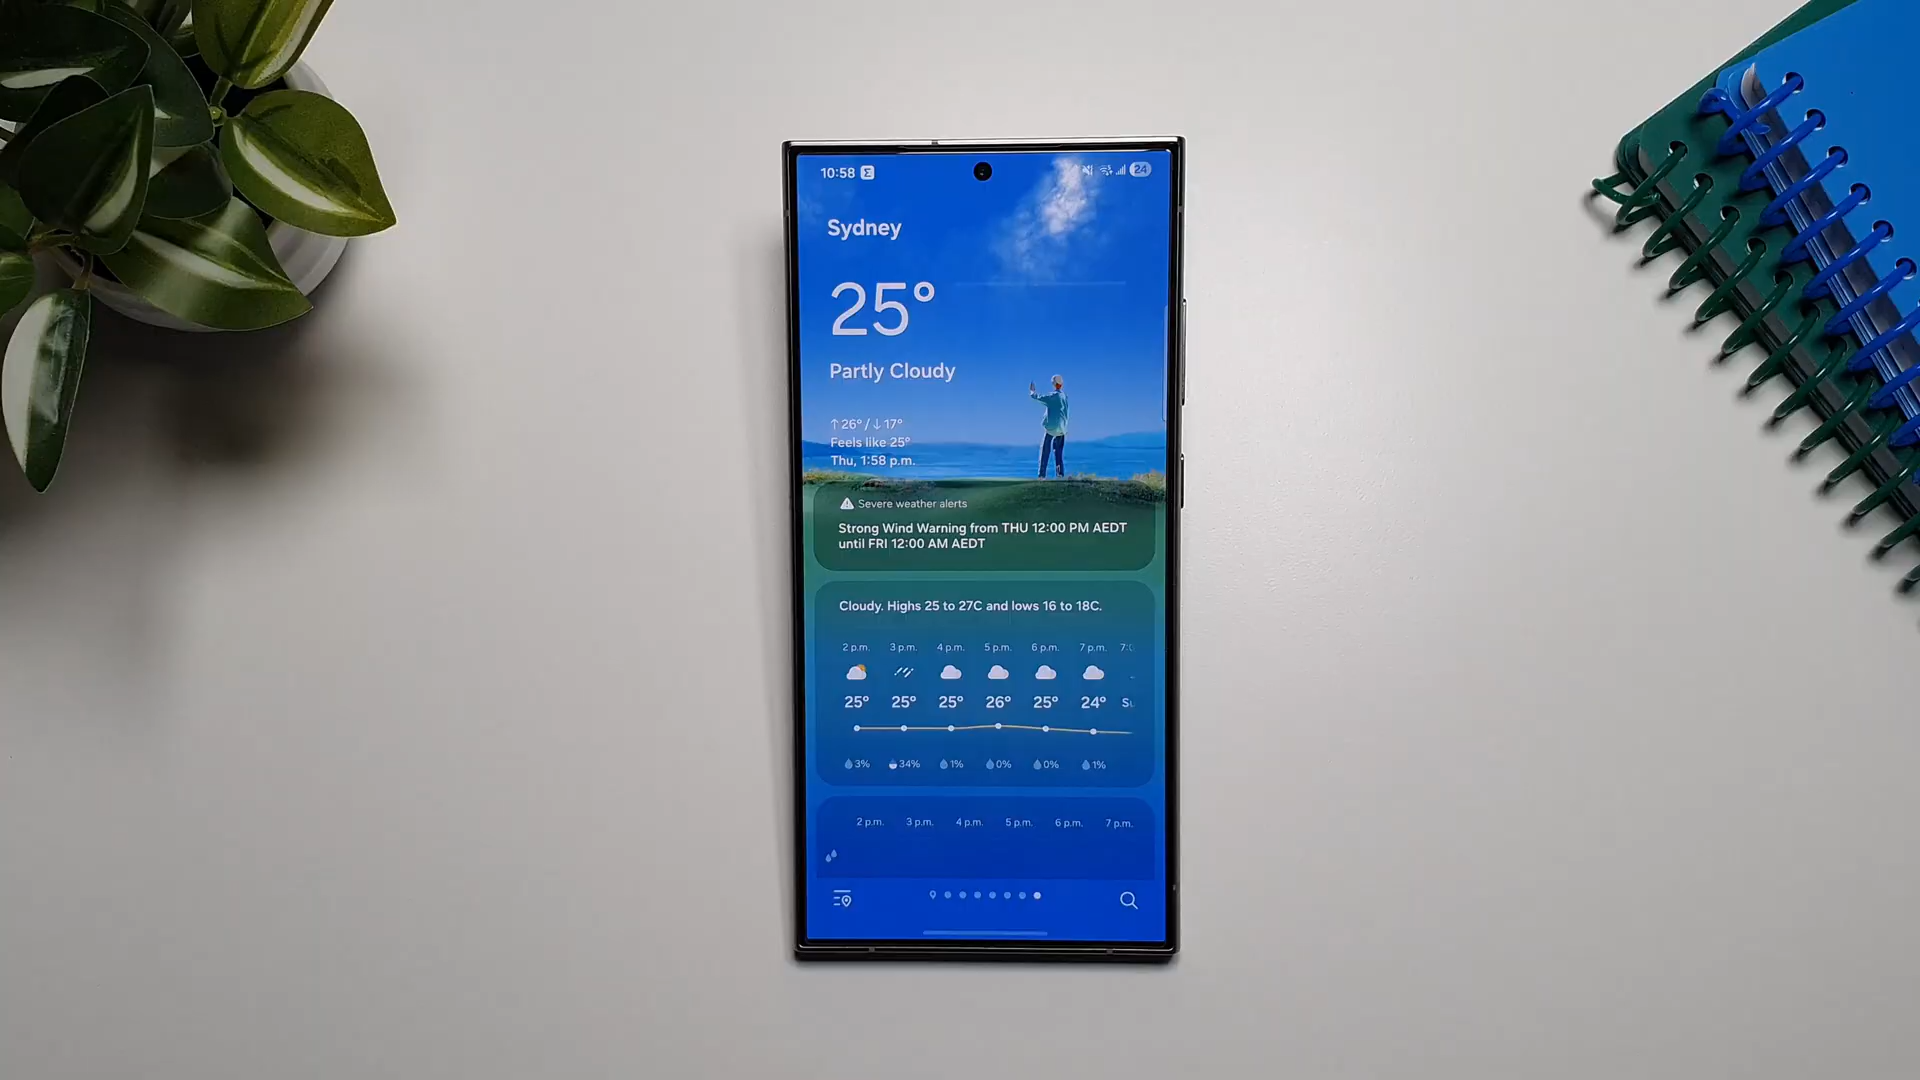 10:58 Σ 24
Sydney
25°
Partly Cloudy
↑26° / ↓ 17°
Feels like 25°
Thu, 1:58 p.m.
Severe weather alerts
Strong Wind Warning from THU 12:00 PM AEDT
until FRI 12:00 AM AEDT
Cloudy. Highs 25 to 27C and lows 16 to 18C.
2 p.m. 3 p.m. 4 p.m. 5 p.m. 6 p.m. 7 p.m.
25° 25° 25° 26° 25° 24°
3% 34% 1% 0% 0% 1%
2 p.m. 3 p.m. 4 p.m. 5 p.m. 6 p.m. 7 p.m.